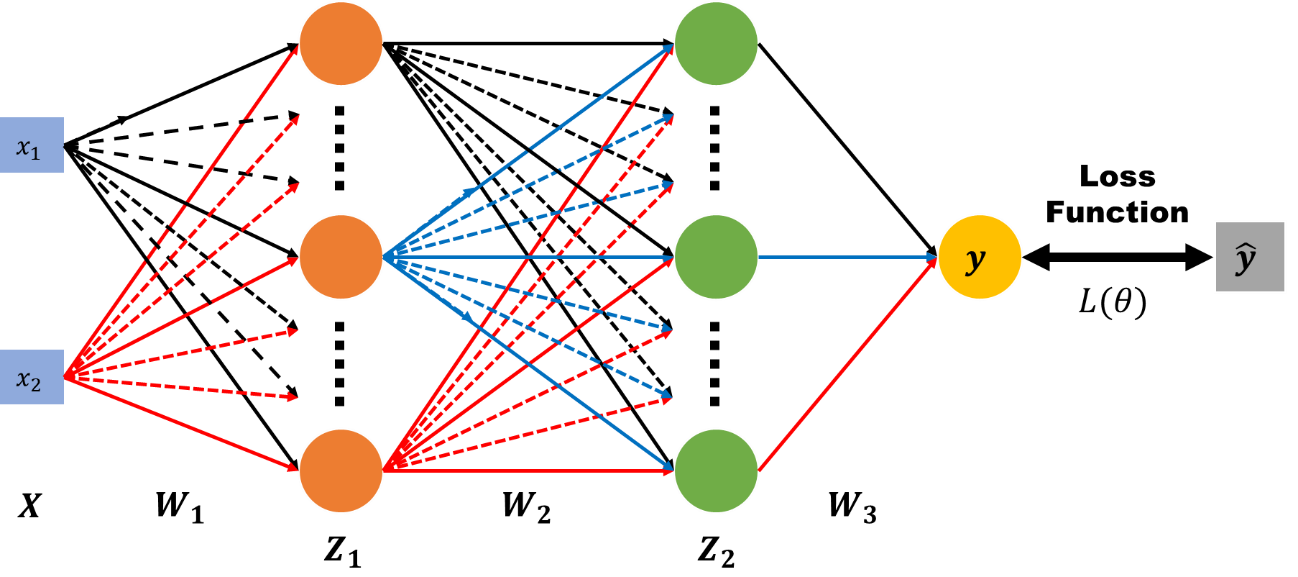 x₁
x₂
X
W₁
Z₁
W₂
Z₂
W₃
y
Loss
Function
L(θ)
ŷ